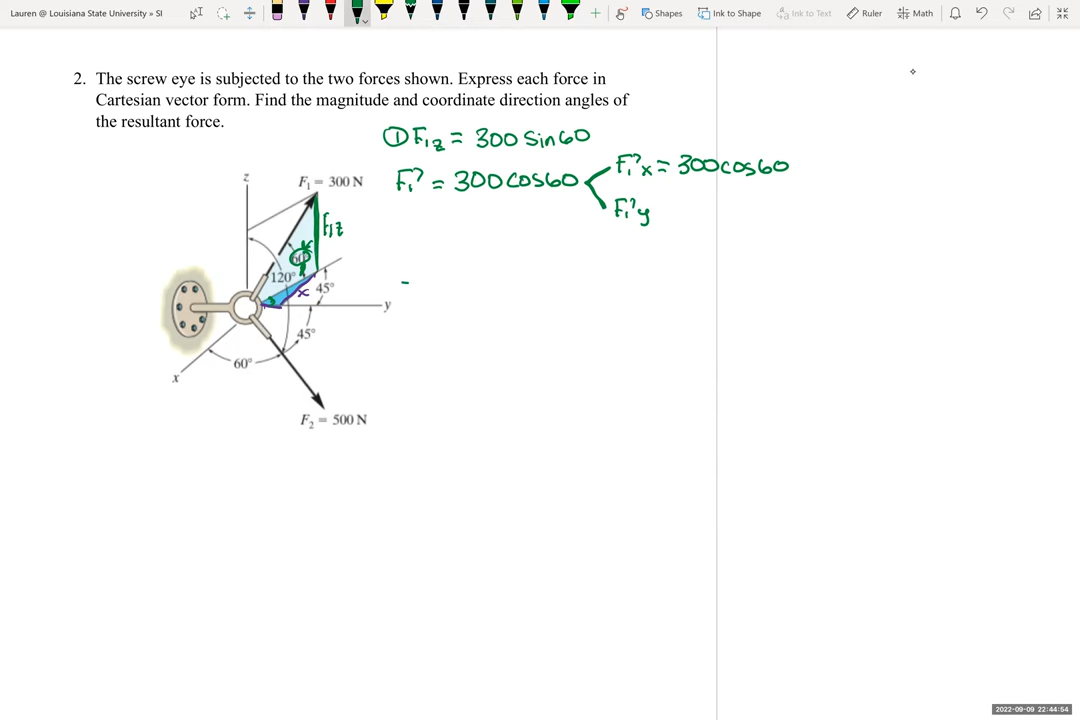 Lauren @ Louisiana State University » SI
Shapes
Ink to Shape
Ink to Text
Ruler
Math
2. The screw eye is subjected to the two forces shown. Express each force in
Cartesian vector form. Find the magnitude and coordinate direction angles of
the resultant force.
① F₁z = 300 Sin60
F₁' = 300cos60
F₁'x = 300cos60
F₁'y
z
F₁ = 300 N
F₁z
60°
120°
x
45°
y
45°
60°
x
F₂ = 500 N
2022-09-09 22:44:54